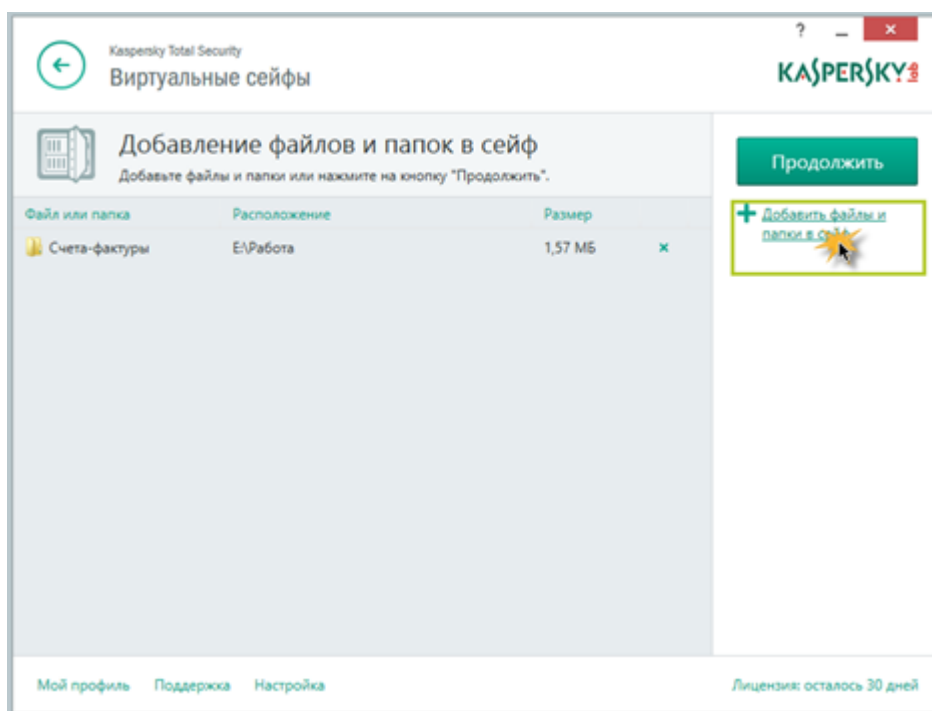 ? _ ×
Kaspersky Total Security
Виртуальные сейфы
KASPERSKY lab
Добавление файлов и папок в сейф
Добавьте файлы и папки или нажмите на кнопку "Продолжить".
Продолжить
Файл или папка Расположение Размер
Добавить файлы и
папки в сейф
Счета-фактуры E:\Работа 1,57 МБ ×
Мой профиль Поддержка Настройка Лицензия: осталось 30 дней